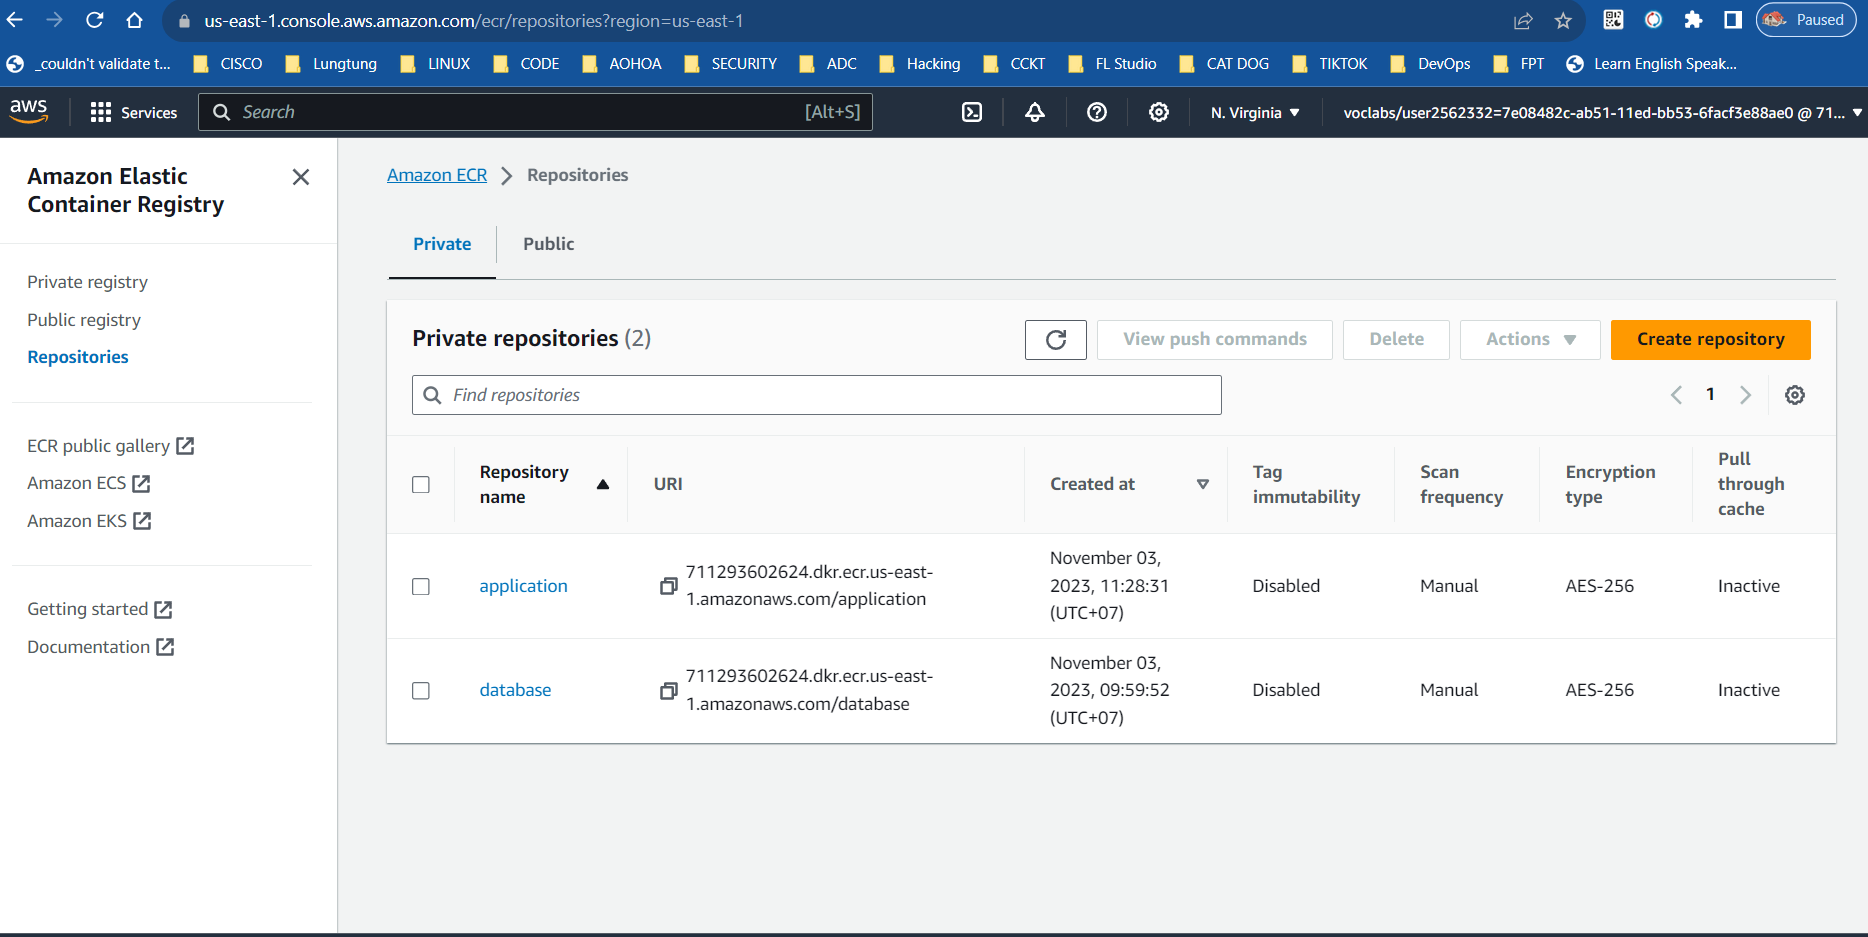 us-east-1.console.aws.amazon.com/ecr/repositories?region=us-east-1
Paused
_couldn't validate t...
CISCO
Lungtung
LINUX
CODE
AOHOA
SECURITY
ADC
Hacking
CCKT
FL Studio
CAT DOG
TIKTOK
DevOps
FPT
Learn English Speak...
aws
Services
Search
[Alt+S]
N. Virginia
voclabs/user2562332=7e08482c-ab51-11ed-bb53-6facf3e88ae0 @ 71...
Amazon Elastic
Container Registry
Private registry
Public registry
Repositories
ECR public gallery
Amazon ECS
Amazon EKS
Getting started
Documentation
Amazon ECR
Repositories
Private
Public
Private repositories (2)
View push commands
Delete
Actions
Create repository
Find repositories
1
Repository
name
URI
Created at
Tag
immutability
Scan
frequency
Encryption
type
Pull
through
cache
application
711293602624.dkr.ecr.us-east-
1.amazonaws.com/application
November 03,
2023, 11:28:31
(UTC+07)
Disabled
Manual
AES-256
Inactive
database
711293602624.dkr.ecr.us-east-
1.amazonaws.com/database
November 03,
2023, 09:59:52
(UTC+07)
Disabled
Manual
AES-256
Inactive